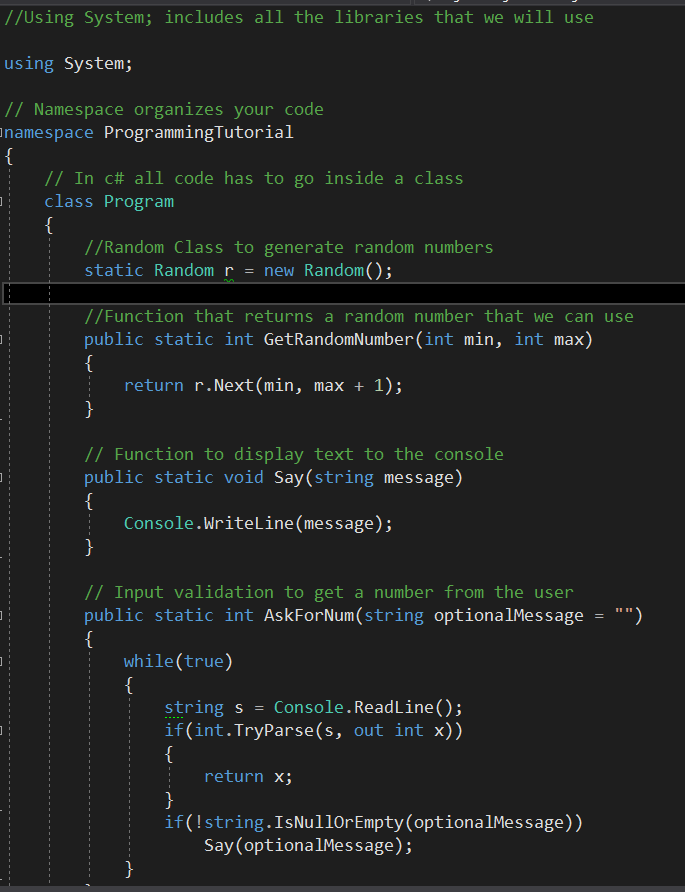 //Using System; includes all the libraries that we will use
using System;
// Namespace organizes your code
namespace ProgrammingTutorial
{
// In c# all code has to go inside a class
class Program
{
//Random Class to generate random numbers
static Random r = new Random();
//Function that returns a random number that we can use
public static int GetRandomNumber(int min, int max)
{
return r.Next(min, max + 1);
}
// Function to display text to the console
public static void Say(string message)
{
Console.WriteLine(message);
}
// Input validation to get a number from the user
public static int AskForNum(string optionalMessage = "")
{
while(true)
{
string s = Console.ReadLine();
if(int.TryParse(s, out int x))
{
return x;
}
if(!string.IsNullOrEmpty(optionalMessage))
Say(optionalMessage);
}